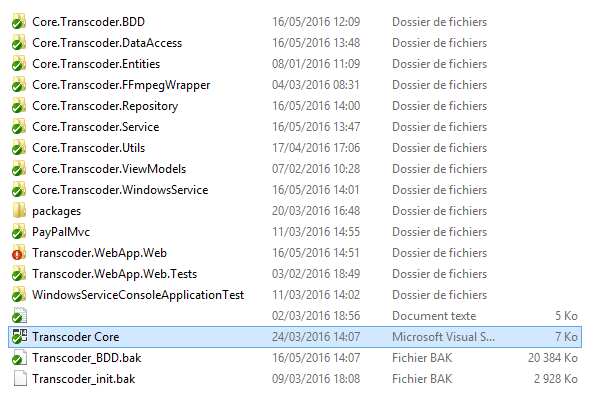 Core.Transcoder.BDD 16/05/2016 12:09 Dossier de fichiers
Core.Transcoder.DataAccess 16/05/2016 13:48 Dossier de fichiers
Core.Transcoder.Entities 08/01/2016 11:09 Dossier de fichiers
Core.Transcoder.FFmpegWrapper 04/03/2016 08:31 Dossier de fichiers
Core.Transcoder.Repository 16/05/2016 14:00 Dossier de fichiers
Core.Transcoder.Service 16/05/2016 13:47 Dossier de fichiers
Core.Transcoder.Utils 17/04/2016 17:06 Dossier de fichiers
Core.Transcoder.ViewModels 07/02/2016 10:28 Dossier de fichiers
Core.Transcoder.WindowsService 16/05/2016 14:01 Dossier de fichiers
packages 20/03/2016 16:48 Dossier de fichiers
PayPalMvc 11/03/2016 14:55 Dossier de fichiers
Transcoder.WebApp.Web 16/05/2016 14:51 Dossier de fichiers
Transcoder.WebApp.Web.Tests 03/02/2016 18:49 Dossier de fichiers
WindowsServiceConsoleApplicationTest 11/03/2016 14:02 Dossier de fichiers
02/03/2016 18:56 Document texte 5 Ko
Transcoder Core 24/03/2016 14:07 Microsoft Visual S... 7 Ko
Transcoder_BDD.bak 16/05/2016 14:07 Fichier BAK 20 384 Ko
Transcoder_init.bak 09/03/2016 18:08 Fichier BAK 2 928 Ko